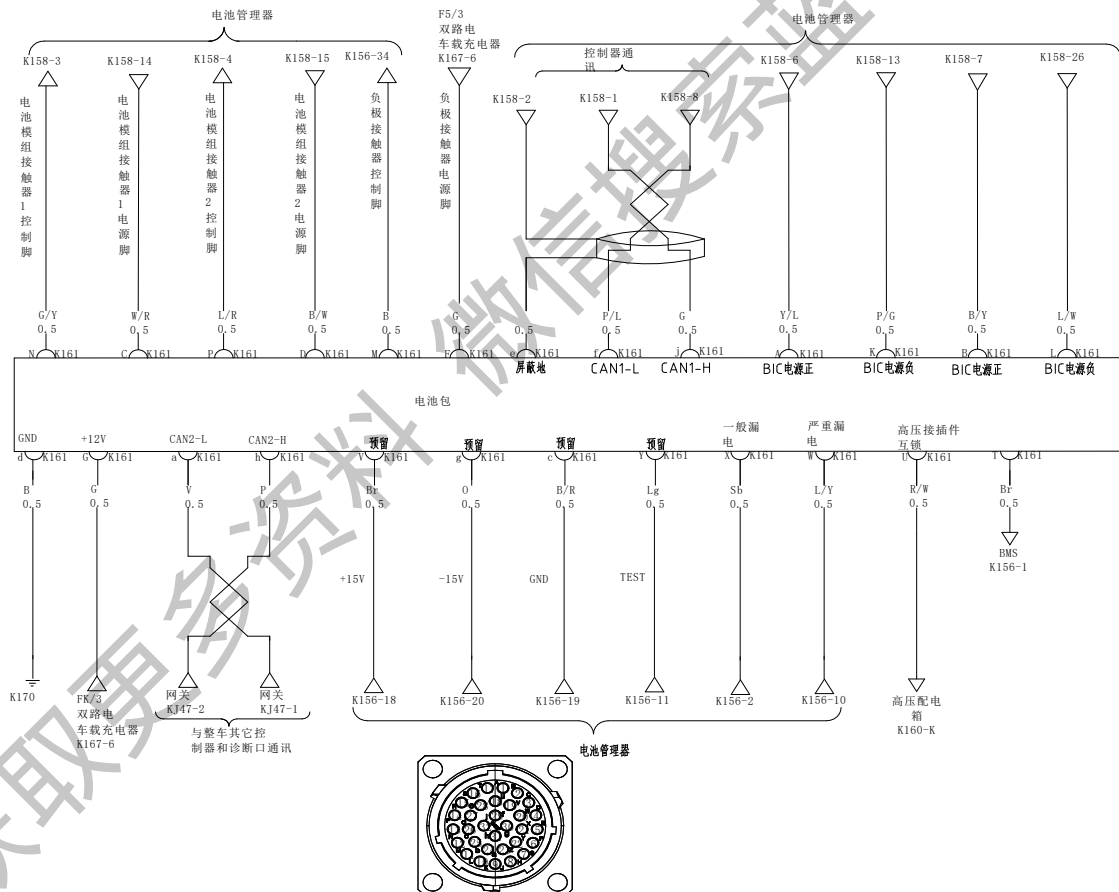 电池管理器
F5/3
双路电
车载充电器
K167-6
电池管理器
控制器通
讯
K158-3
K158-14
K158-4
K158-15
K156-34
K158-2
K158-1
K158-8
K158-6
K158-13
K158-7
K158-26
电池模组接触器1控制脚
电池模组接触器1电源脚
电池模组接触器2控制脚
电池模组接触器2电源脚
负极接触器控制脚
负极接触器电源脚
G/Y
0.5
W/R
0.5
L/R
0.5
B/W
0.5
B
0.5
G
0.5
0.5
P/L
0.5
G
0.5
Y/L
0.5
P/G
0.5
B/Y
0.5
L/W
0.5
N K161
C K161
P K161
D K161
M K161
F K161
e K161
f K161
j K161
A K161
K K161
B K161
L K161
屏蔽地
CAN1-L
CAN1-H
BIC电源正
BIC电源负
BIC电源正
BIC电源负
电池包
GND
+12V
CAN2-L
CAN2-H
预留
预留
预留
预留
一般漏
电
严重漏
电
高压接插件
互锁
d K161
G K161
a K161
h K161
V K161
g K161
c K161
Y K161
X K161
W K161
U K161
T K161
B
0.5
G
0.5
V
0.5
P
0.5
Br
0.5
O
0.5
B/R
0.5
Lg
0.5
Sb
0.5
L/Y
0.5
R/W
0.5
Br
0.5
BMS
K156-1
+15V
-15V
GND
TEST
K170
FK/3
双路电
车载充电器
K167-6
网关
KJ47-2
网关
KJ47-1
与整车其它控
制器和诊断口通讯
K156-18
K156-20
K156-19
K156-11
K156-2
K156-10
高压配电
箱
K160-K
电池管理器
获取更多资料 微信搜索蓝